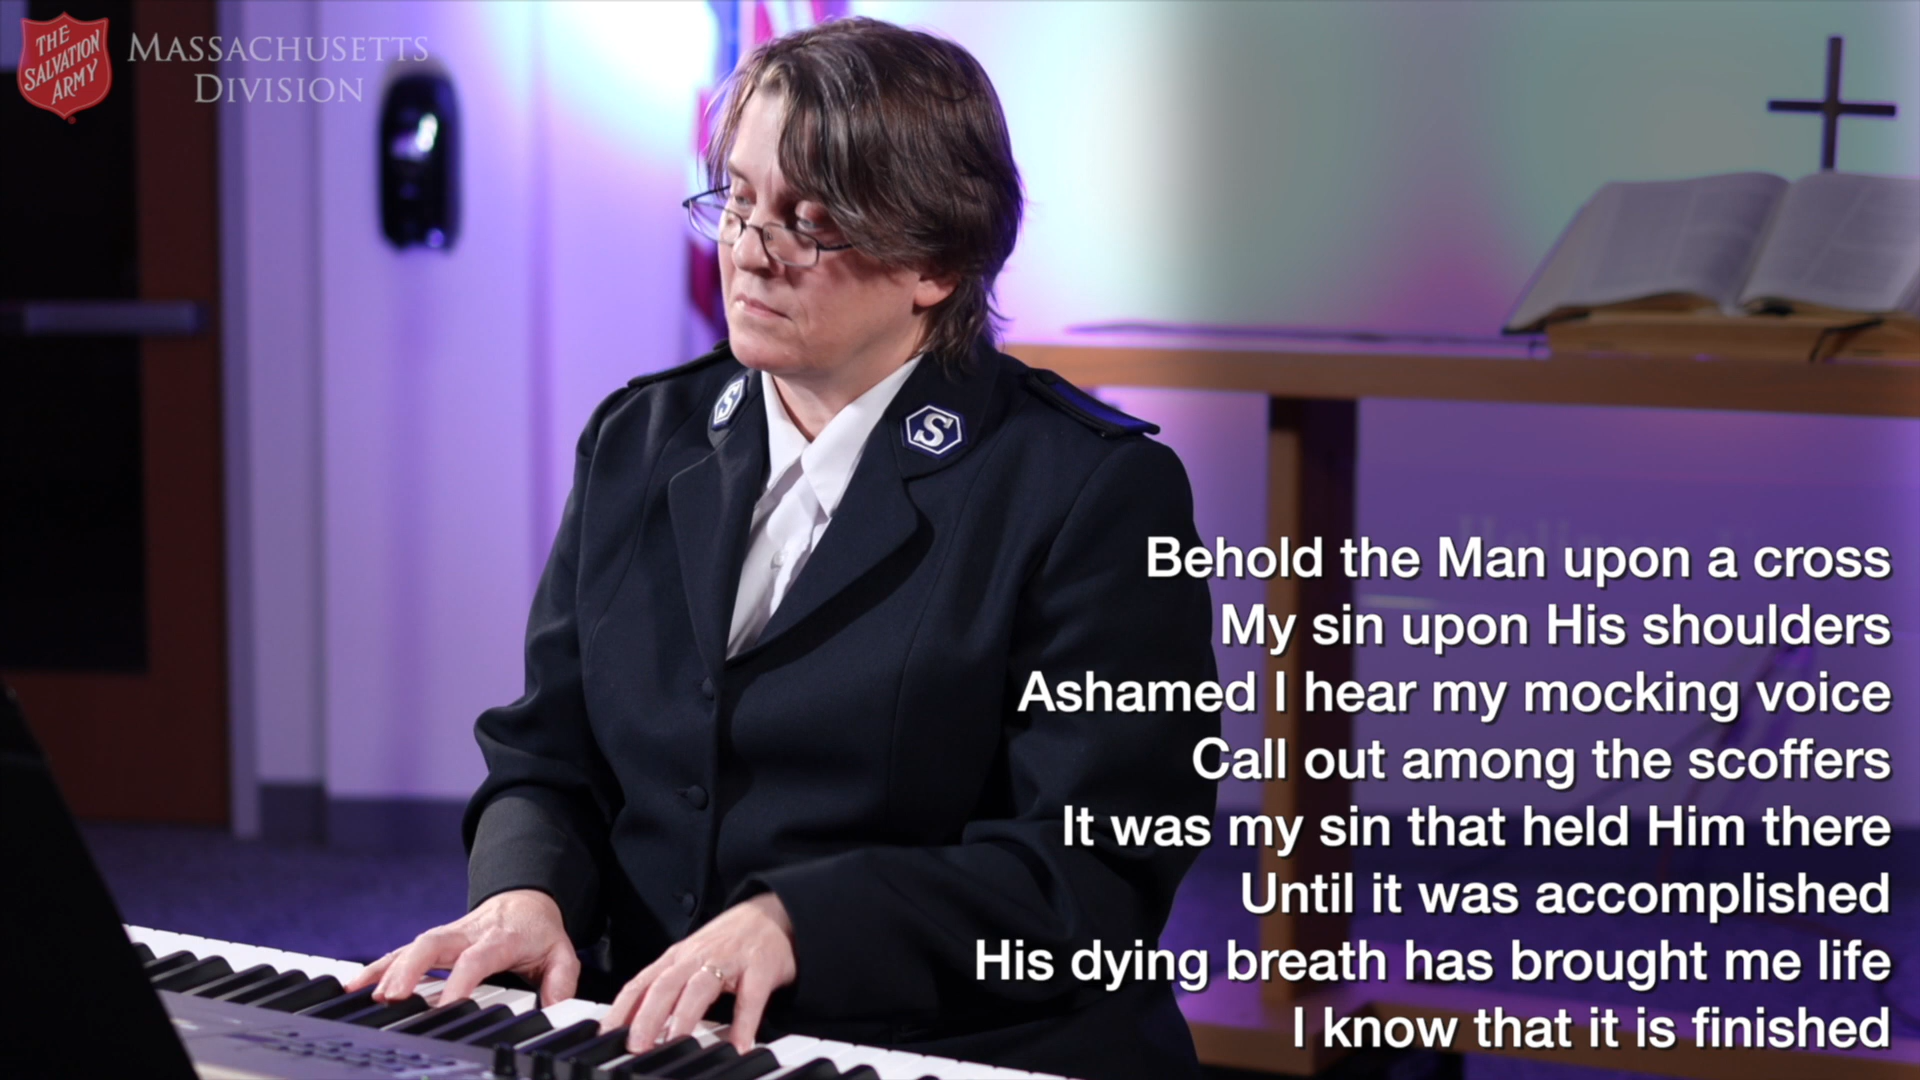 THE
SALVATION
ARMY
MASSACHUSETTS
DIVISION
S
S
Behold the Man upon a cross
My sin upon His shoulders
Ashamed I hear my mocking voice
Call out among the scoffers
It was my sin that held Him there
Until it was accomplished
His dying breath has brought me life
I know that it is finished